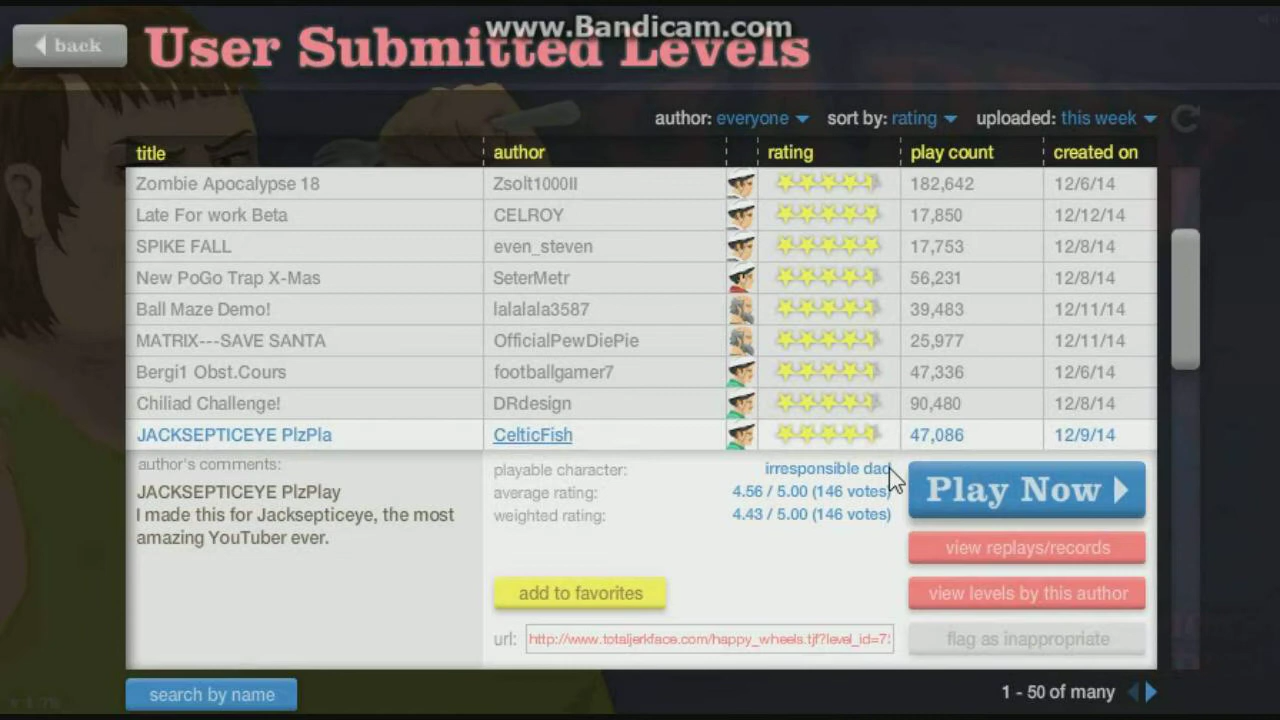 www.Bandicam.com
back
User Submitted Levels
author: everyone sort by: rating uploaded: this week
title author rating play count created on
Zombie Apocalypse 18 Zsolt1000II 182,642 12/6/14
Late For work Beta CELROY 17,850 12/12/14
SPIKE FALL even_steven 17,753 12/8/14
New PoGo Trap X-Mas SeterMetr 56,231 12/8/14
Ball Maze Demo! lalalala3587 39,483 12/11/14
MATRIX---SAVE SANTA OfficialPewDiePie 25,977 12/11/14
Bergi1 Obst.Cours footballgamer7 47,336 12/6/14
Chiliad Challenge! DRdesign 90,480 12/8/14
JACKSEPTICEYE PlzPla CelticFish 47,086 12/9/14
author's comments:
JACKSEPTICEYE PlzPlay
I made this for Jacksepticeye, the most
amazing YouTuber ever.
playable character: irresponsible dad
average rating: 4.56 / 5.00 (146 votes)
weighted rating: 4.43 / 5.00 (146 votes)
Play Now
view replays/records
add to favorites
view levels by this author
url: http://www.totaljerkface.com/happy_wheels.tjf?level_id=7
flag as inappropriate
search by name
1 - 50 of many